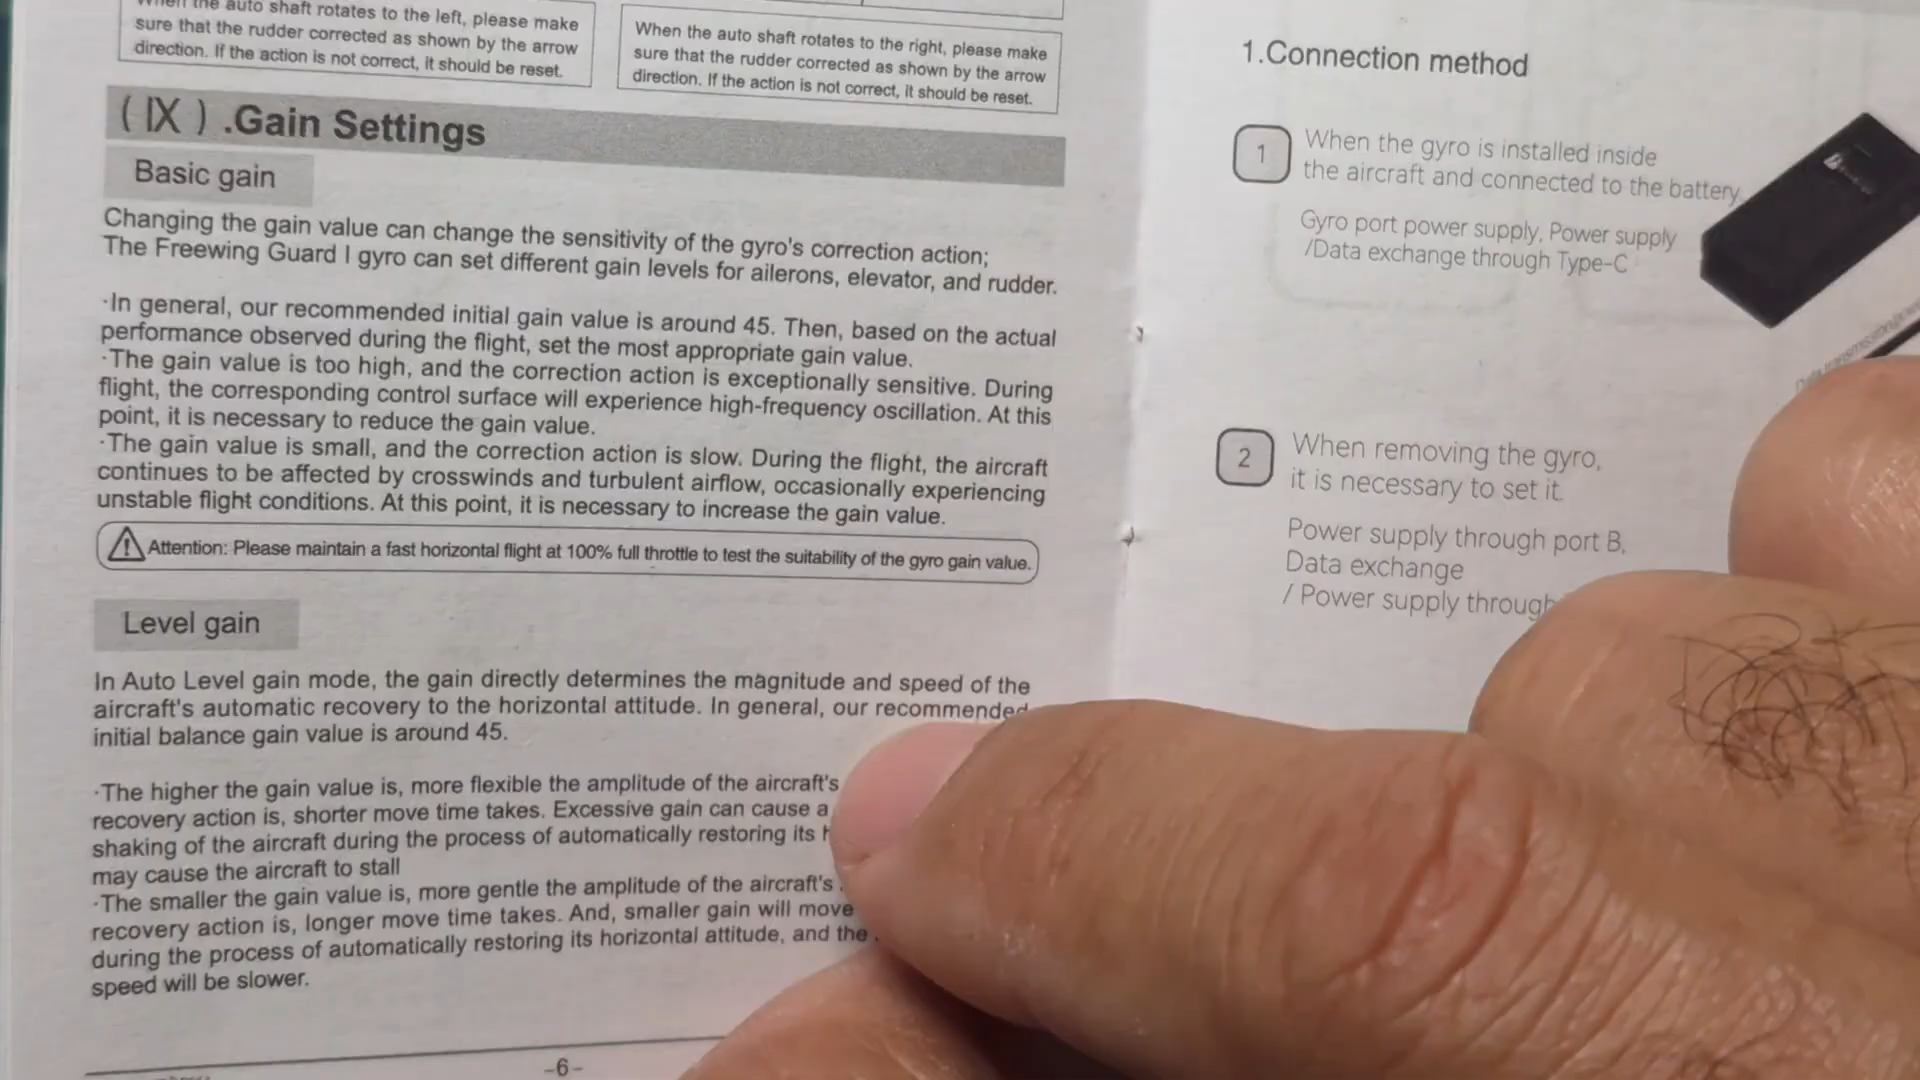 When the auto shaft rotates to the left, please make
sure that the rudder corrected as shown by the arrow
direction. If the action is not correct, it should be reset.
When the auto shaft rotates to the right, please make
sure that the rudder corrected as shown by the arrow
direction. If the action is not correct, it should be reset.
( IX ) .Gain Settings
Basic gain
Changing the gain value can change the sensitivity of the gyro's correction action;
The Freewing Guard I gyro can set different gain levels for ailerons, elevator, and rudder.
·In general, our recommended initial gain value is around 45. Then, based on the actual
performance observed during the flight, set the most appropriate gain value.
·The gain value is too high, and the correction action is exceptionally sensitive. During
flight, the corresponding control surface will experience high-frequency oscillation. At this
point, it is necessary to reduce the gain value.
·The gain value is small, and the correction action is slow. During the flight, the aircraft
continues to be affected by crosswinds and turbulent airflow, occasionally experiencing
unstable flight conditions. At this point, it is necessary to increase the gain value.
Attention: Please maintain a fast horizontal flight at 100% full throttle to test the suitability of the gyro gain value.
Level gain
In Auto Level gain mode, the gain directly determines the magnitude and speed of the
aircraft's automatic recovery to the horizontal attitude. In general, our recommended
initial balance gain value is around 45.
·The higher the gain value is, more flexible the amplitude of the aircraft's
recovery action is, shorter move time takes. Excessive gain can cause a
shaking of the aircraft during the process of automatically restoring its
may cause the aircraft to stall
·The smaller the gain value is, more gentle the amplitude of the aircraft's
recovery action is, longer move time takes. And, smaller gain will move
during the process of automatically restoring its horizontal attitude, and the
speed will be slower.
-6-
1.Connection method
1
When the gyro is installed inside
the aircraft and connected to the battery
Gyro port power supply, Power supply
/Data exchange through Type-C
2
When removing the gyro,
it is necessary to set it.
Power supply through port B,
Data exchange
/ Power supply through